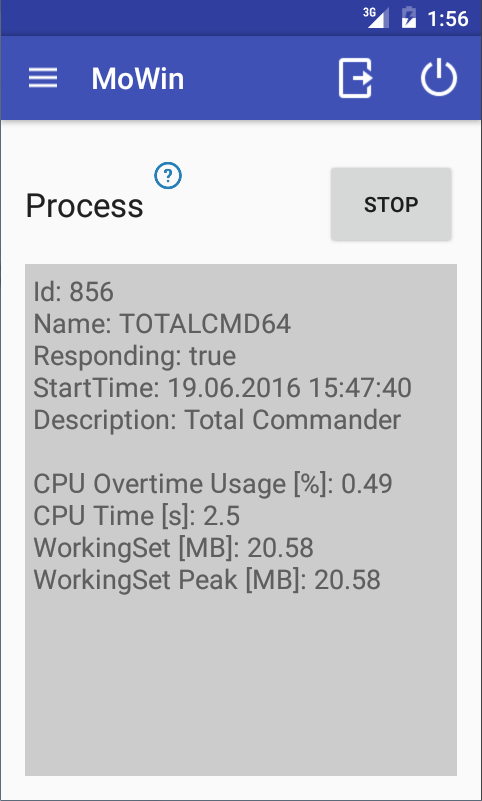 3G 1:56
MoWin
?
Process
STOP
Id: 856
Name: TOTALCMD64
Responding: true
StartTime: 19.06.2016 15:47:40
Description: Total Commander
CPU Overtime Usage [%]: 0.49
CPU Time [s]: 2.5
WorkingSet [MB]: 20.58
WorkingSet Peak [MB]: 20.58